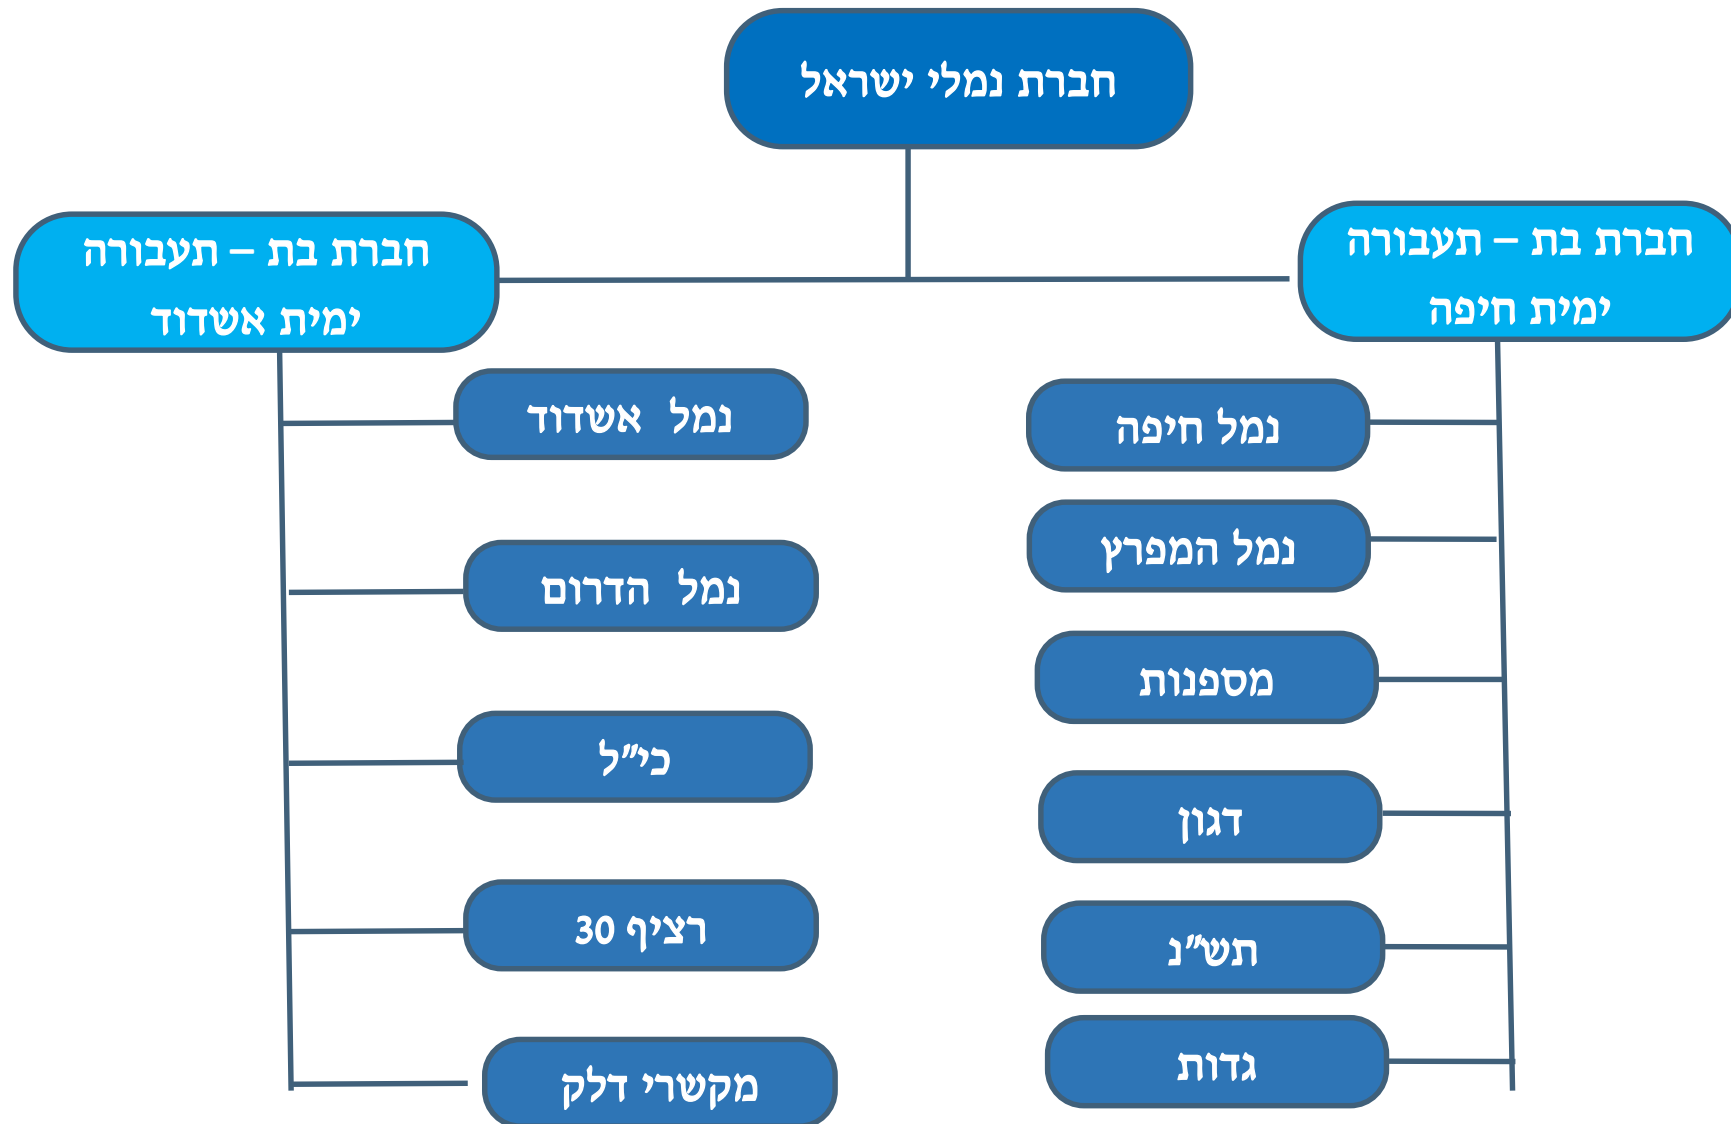 חברת נמלי ישראל
חברת בת – תעבורה
ימית חיפה
נמל חיפה
נמל המפרץ
מספנות
דגון
תש"נ
גדות
חברת בת – תעבורה
ימית אשדוד
נמל אשדוד
נמל הדרום
כי"ל
רציף 30
מקשרי דלק